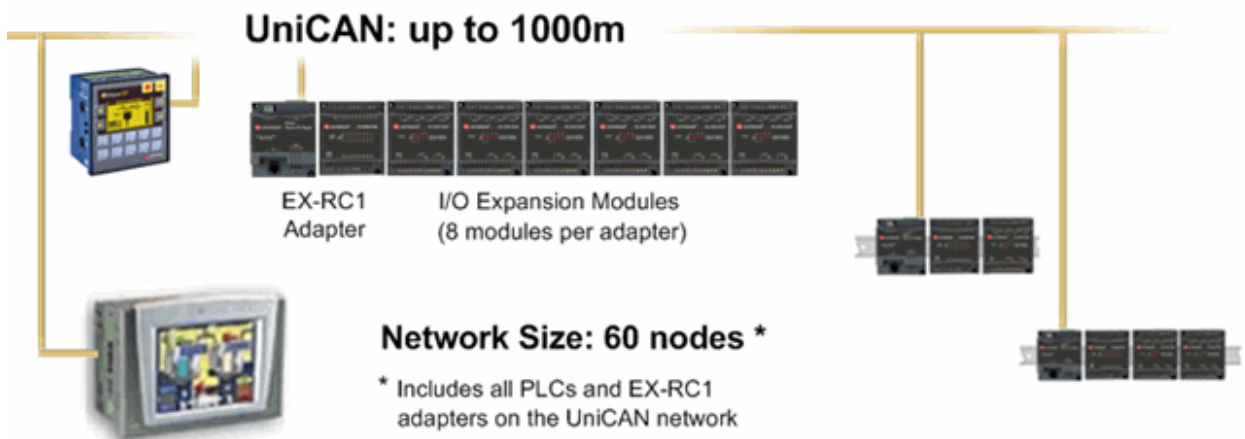 UniCAN: up to 1000m
EX-RC1
Adapter
I/O Expansion Modules
(8 modules per adapter)
Network Size: 60 nodes *
* Includes all PLCs and EX-RC1
adapters on the UniCAN network